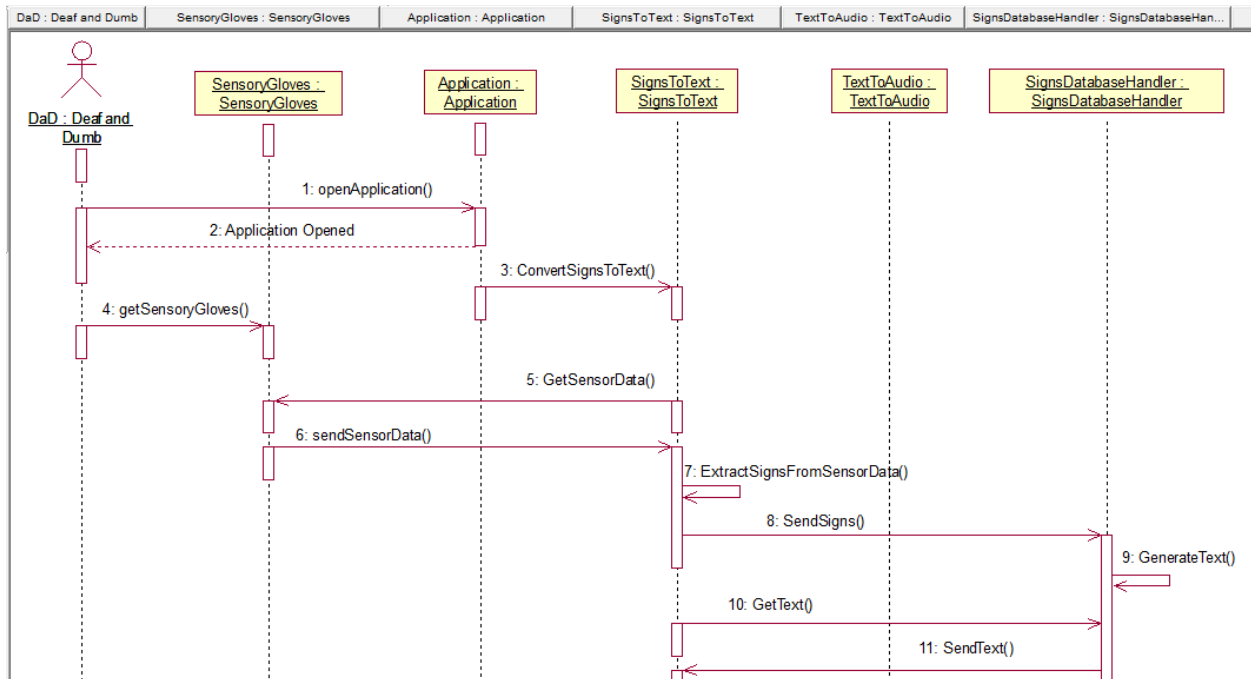 DaD : Deaf and Dumb
SensoryGloves : SensoryGloves
Application : Application
SignsToText : SignsToText
TextToAudio : TextToAudio
SignsDatabaseHandler : SignsDatabaseHan...
DaD : Deaf and
Dumb
SensoryGloves :
SensoryGloves
Application :
Application
SignsToText :
SignsToText
TextToAudio :
TextToAudio
SignsDatabaseHandler :
SignsDatabaseHandler
1: openApplication()
2: Application Opened
3: ConvertSignsToText()
4: getSensoryGloves()
5: GetSensorData()
6: sendSensorData()
7: ExtractSignsFromSensorData()
8: SendSigns()
9: GenerateText()
10: GetText()
11: SendText()